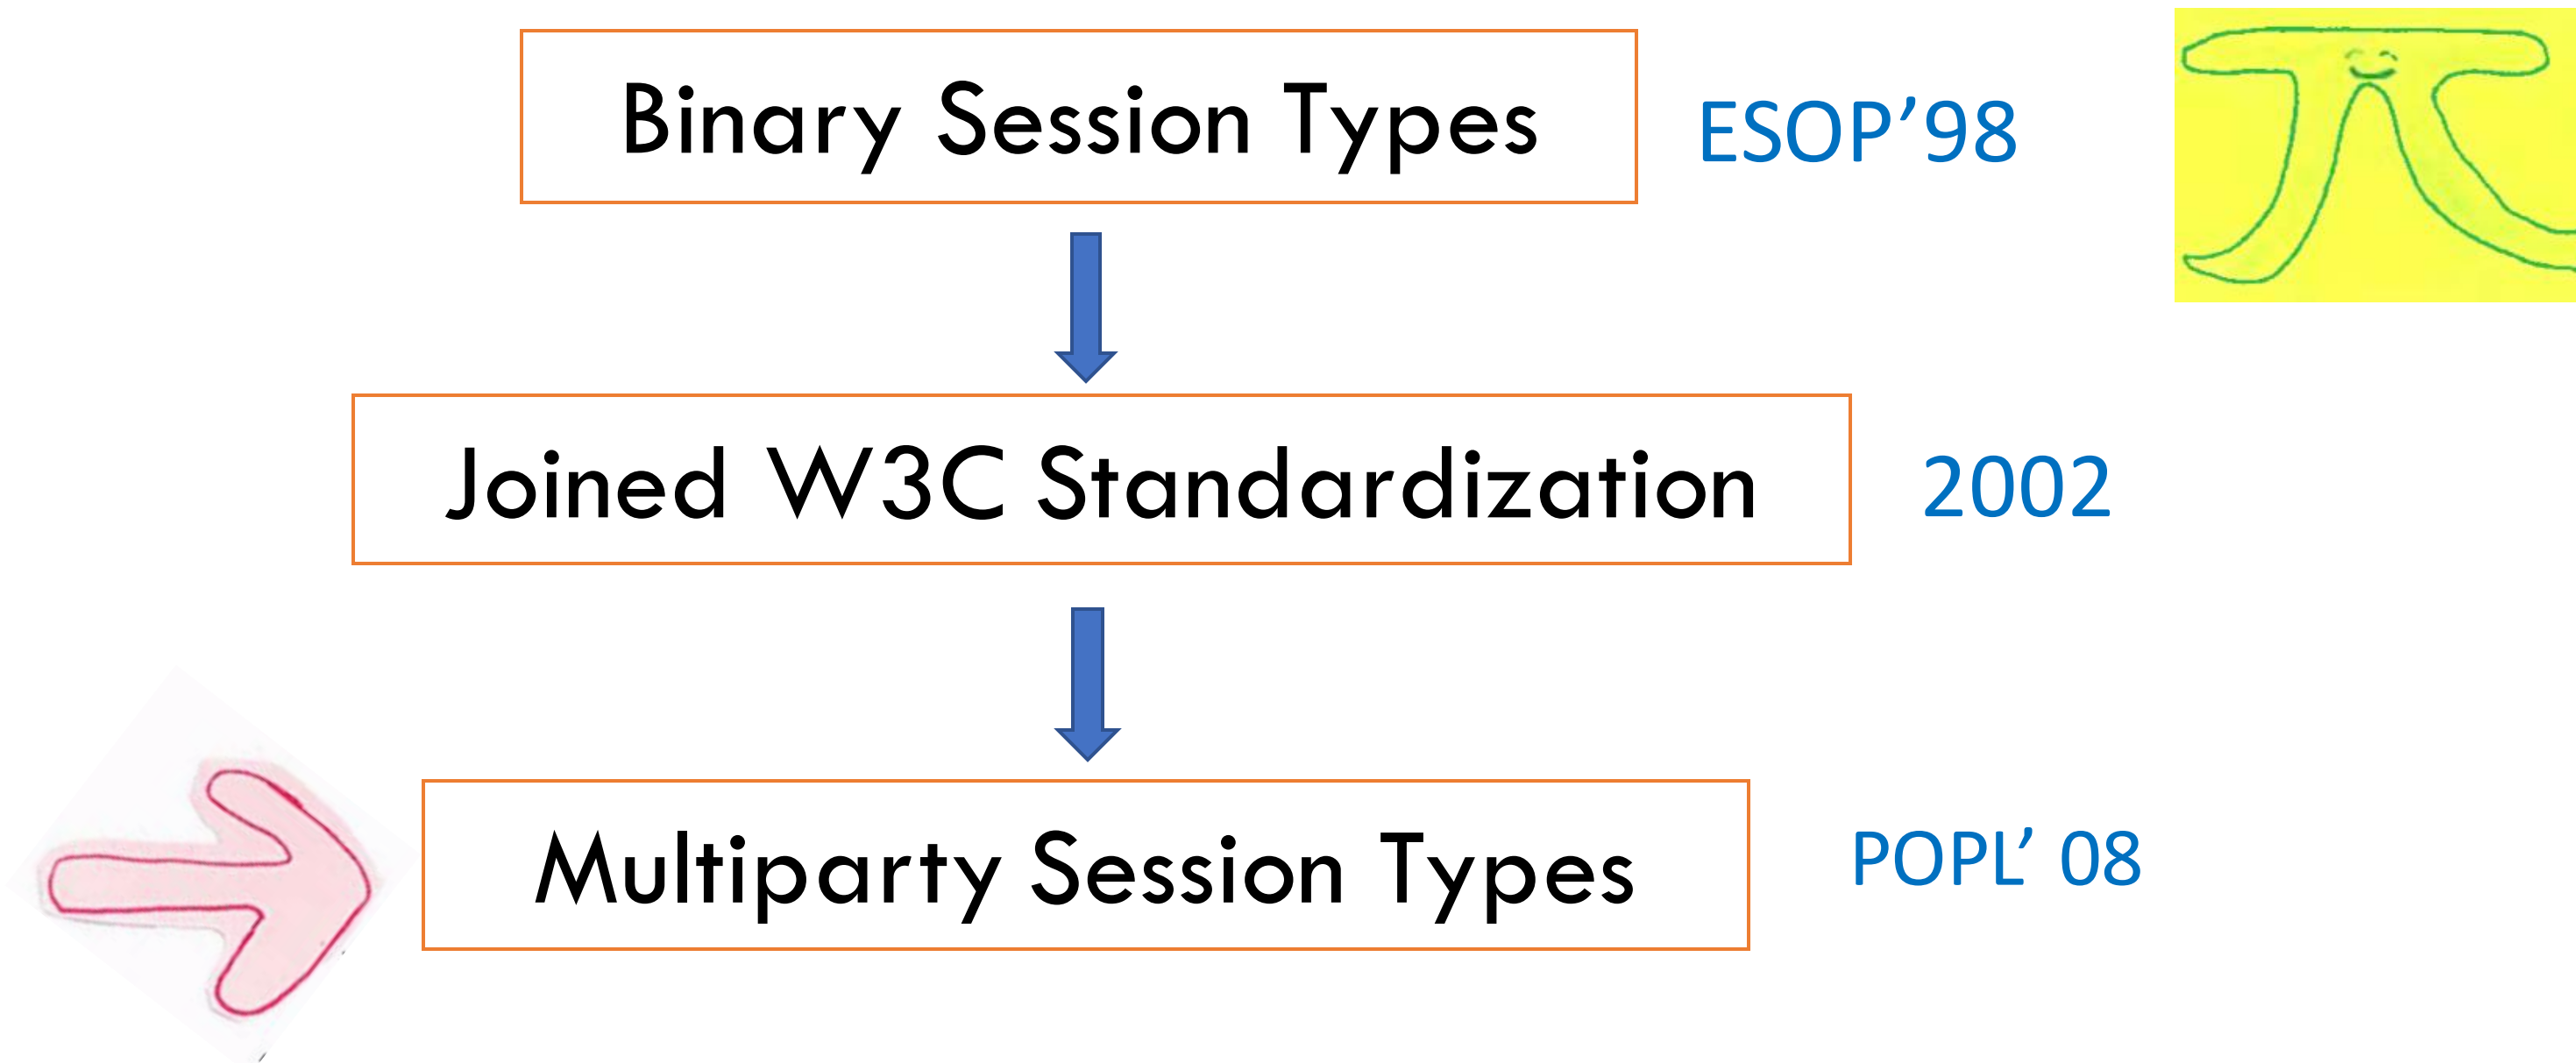 Binary Session Types ESOP’98
Joined W3C Standardization 2002
Multiparty Session Types POPL’ 08